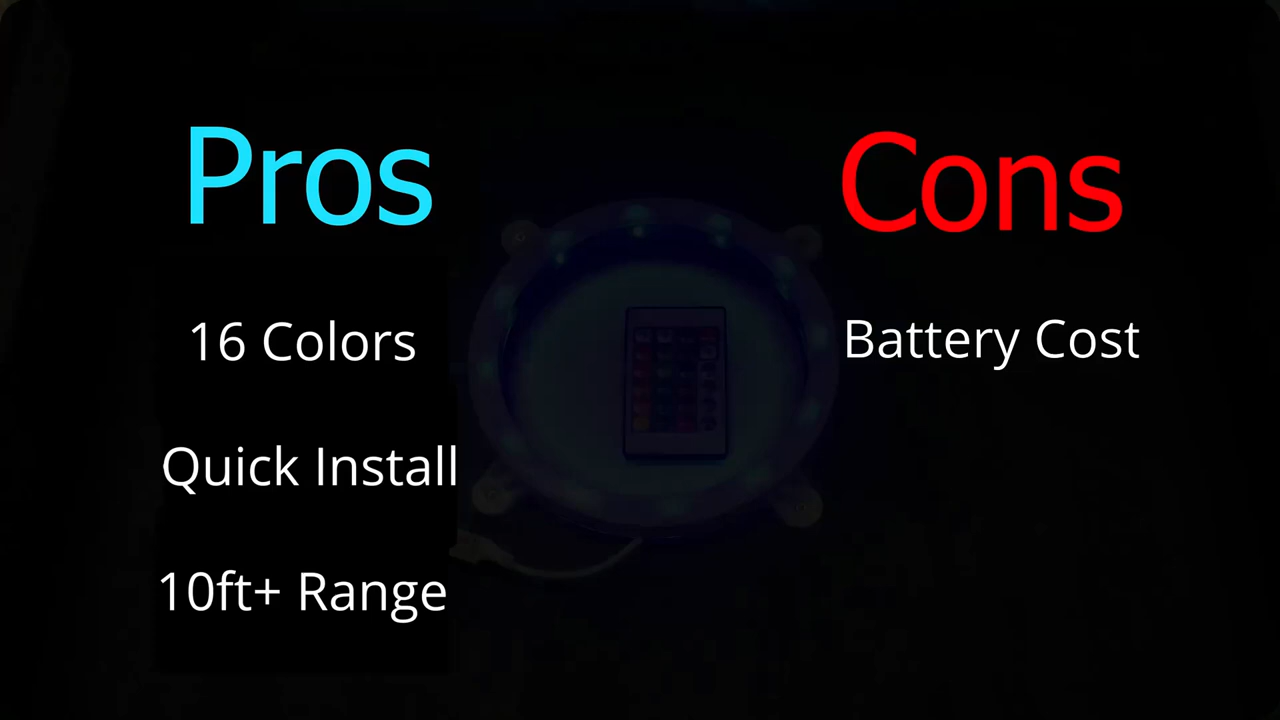 Pros
16 Colors
Quick Install
10ft+ Range
Cons
Battery Cost